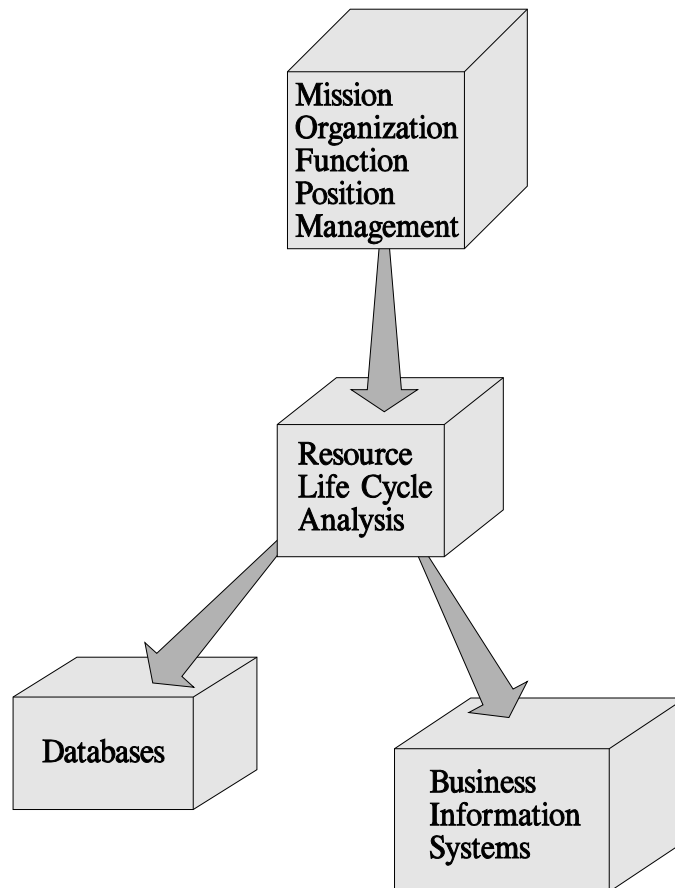 Mission
Organization
Function
Position
Management
Resource
Life Cycle
Analysis
Databases
Business
Information
Systems